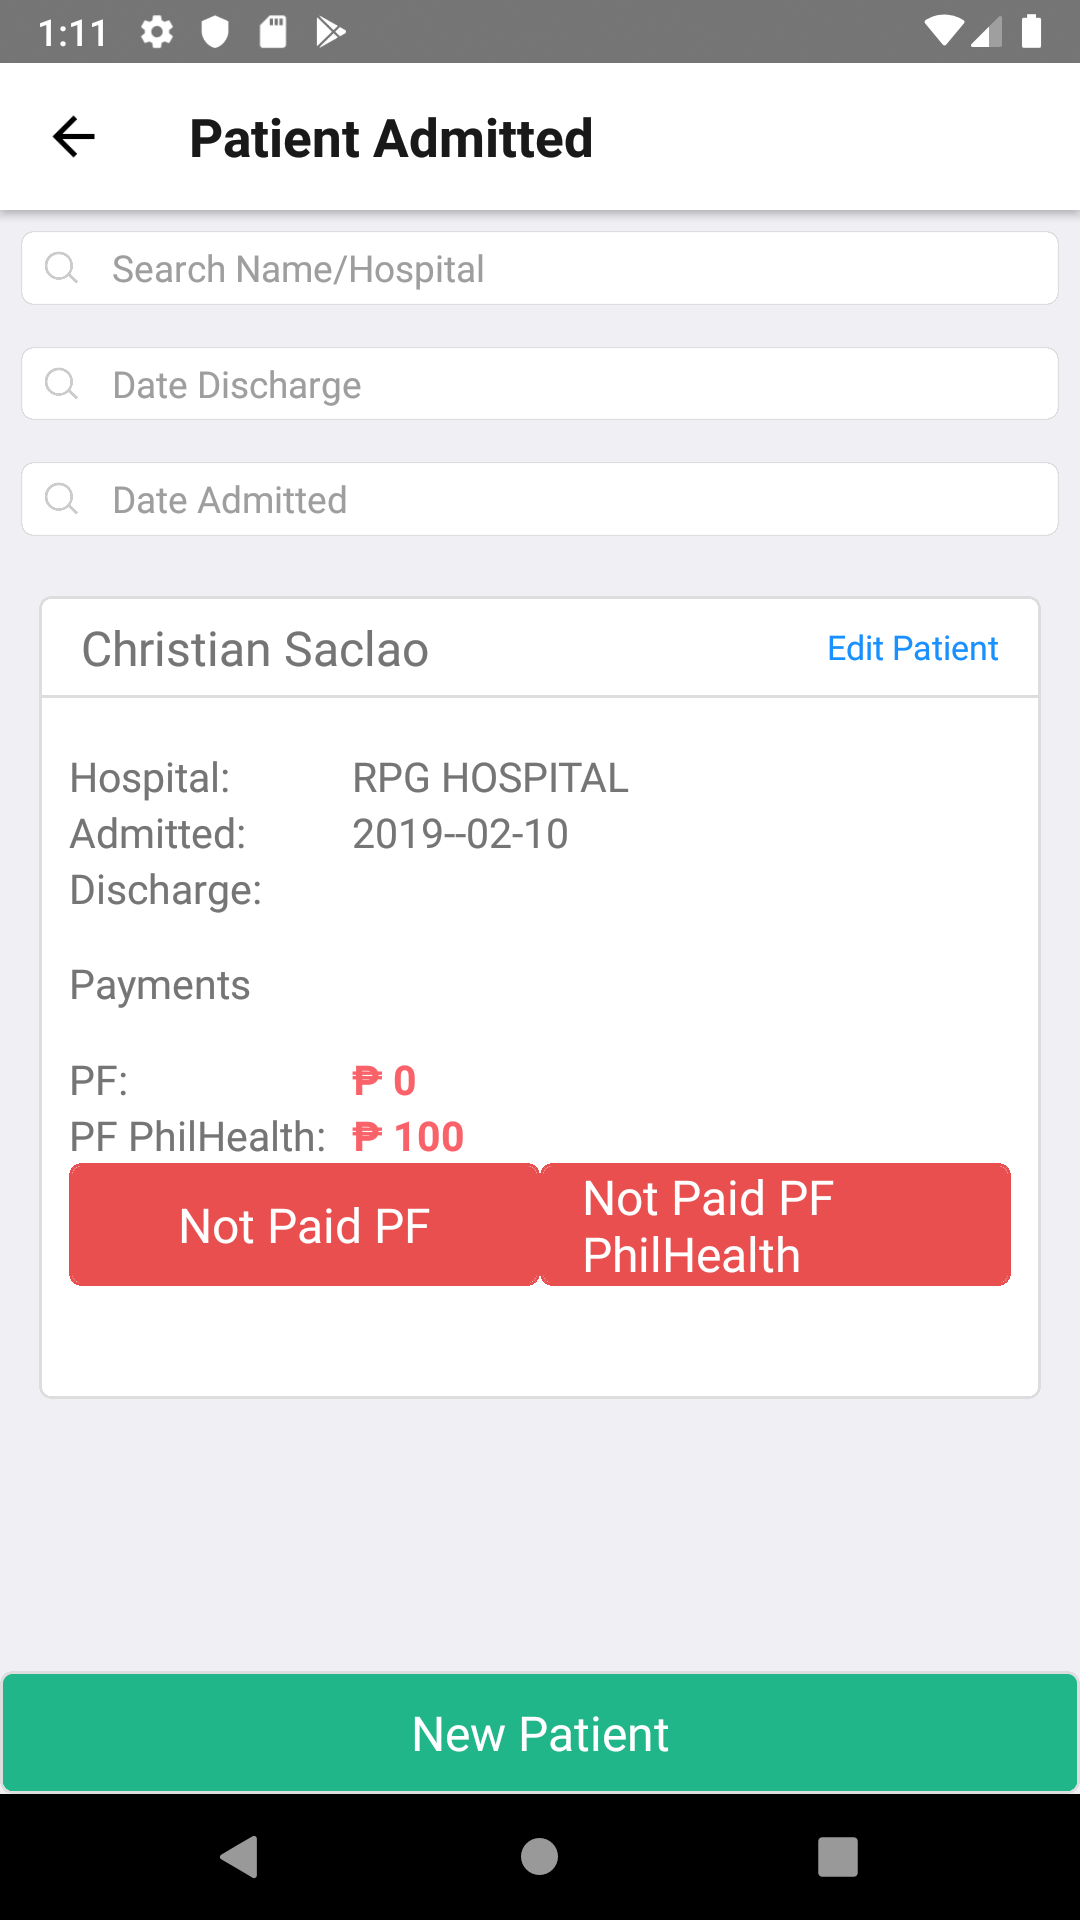 1:11
Patient Admitted
Search Name/Hospital
Date Discharge
Date Admitted
Christian Saclao
Edit Patient
Hospital: RPG HOSPITAL
Admitted: 2019--02-10
Discharge:
Payments
PF: ₱ 0
PF PhilHealth: ₱ 100
Not Paid PF
Not Paid PF
PhilHealth
New Patient